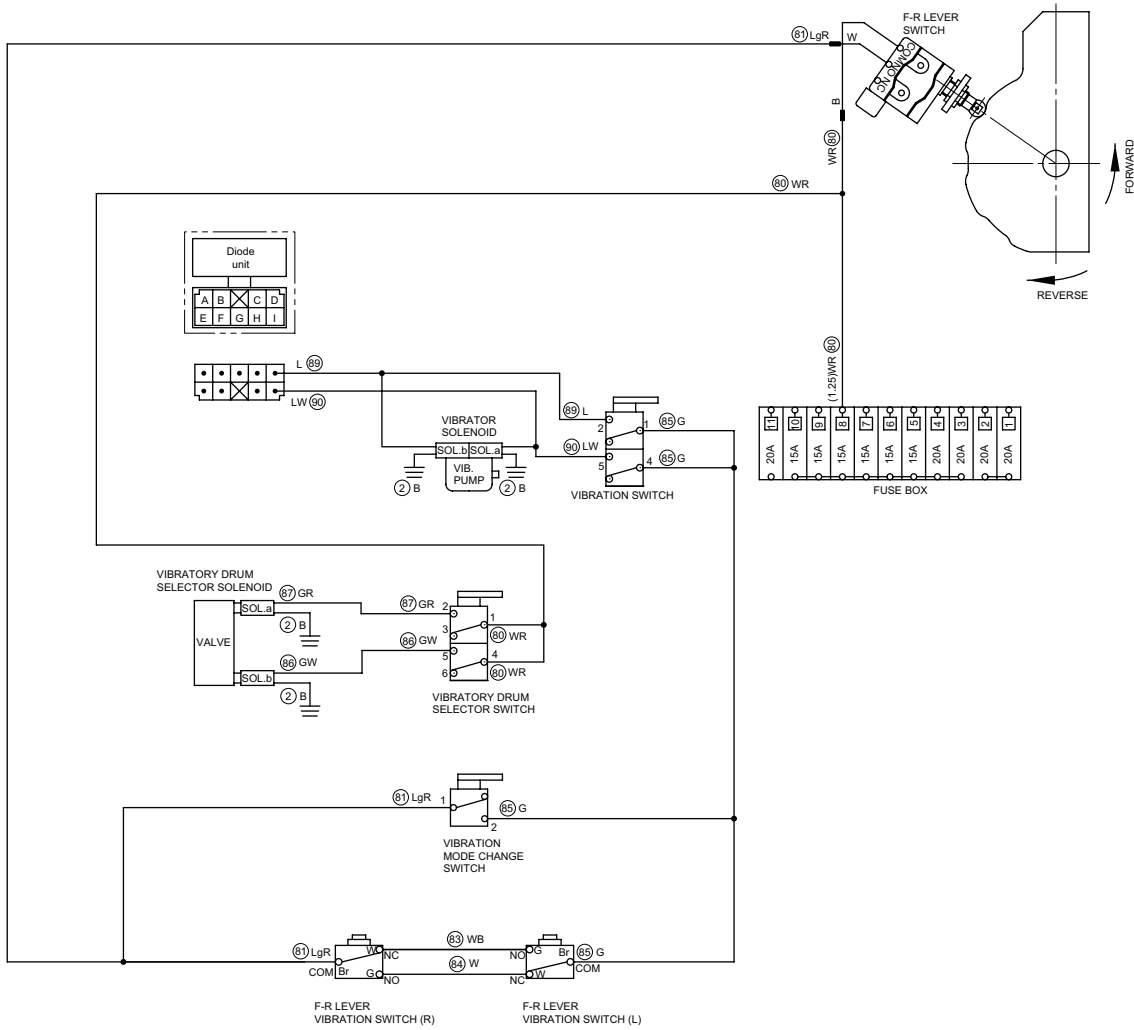 F-R LEVER
SWITCH
81 LgR
W
COM NO NC
B
WR 80
FORWARD
80 WR
REVERSE
Diode
unit
A B C D
E F G H I
L 89
LW 90
(1.25)WR 80
VIBRATOR
SOLENOID
SOL.b SOL.a
VIB.
PUMP
2 B
2 B
89 L
2
1
85 G
90 LW
5
4
85 G
VIBRATION SWITCH
11 10 9 8 7 6 5 4 3 2 1
20A 15A 15A 15A 15A 15A 15A 20A 20A 20A 20A
FUSE BOX
VIBRATORY DRUM
SELECTOR SOLENOID
87 GR
SOL.a
2 B
VALVE
86 GW
SOL.b
2 B
87 GR
2
3
1
80 WR
86 GW
5
6
4
80 WR
VIBRATORY DRUM
SELECTOR SWITCH
81 LgR
1
85 G
2
VIBRATION
MODE CHANGE
SWITCH
81 LgR
COM
Br
W
NC
G
NO
83 WB
84 W
NO
G
Br
85 G
COM
NC
W
F-R LEVER
VIBRATION SWITCH (R)
F-R LEVER
VIBRATION SWITCH (L)